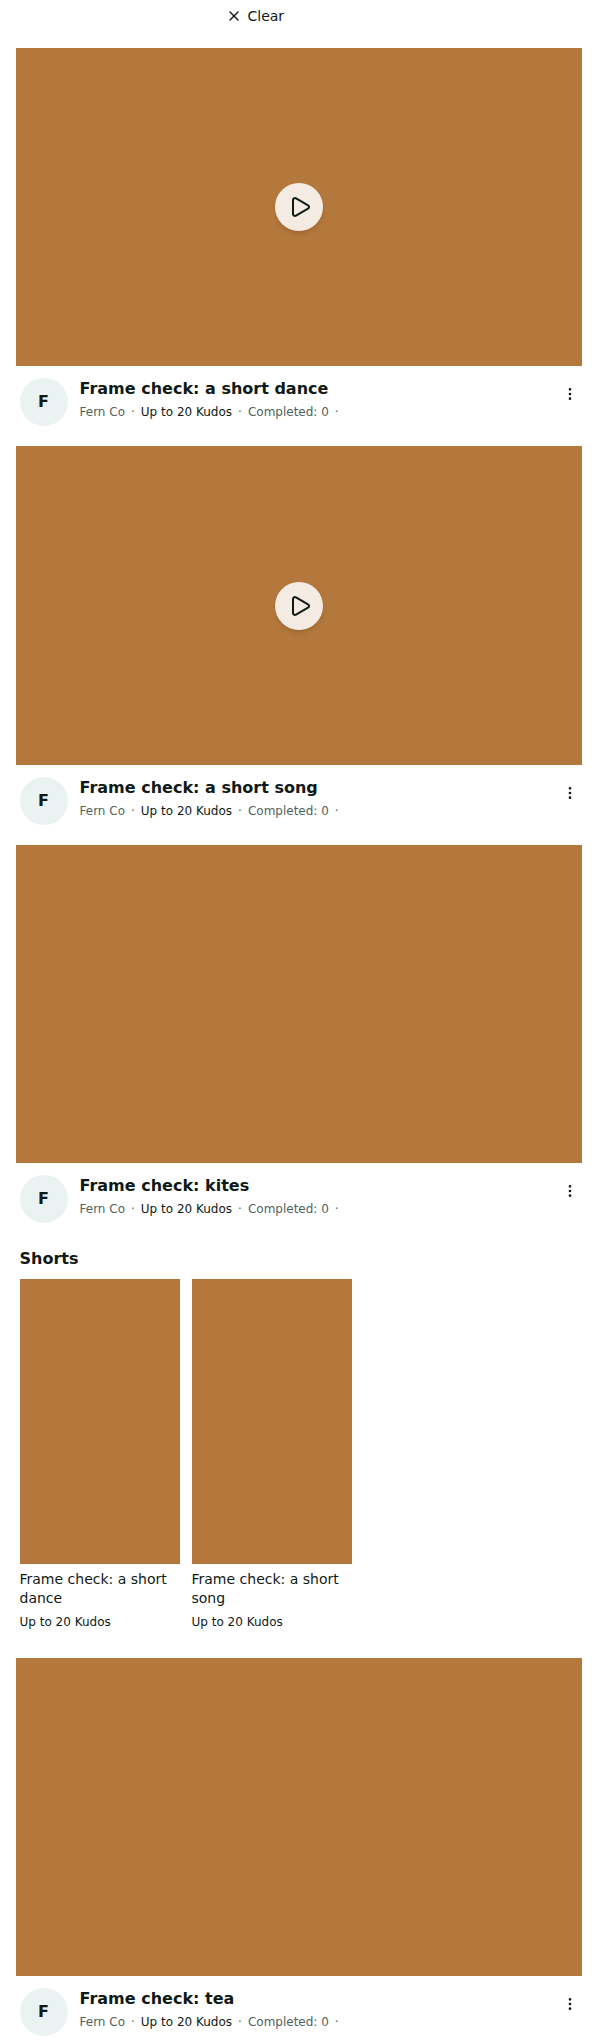 Clear
F
Frame check: a short dance
Fern Co · Up to 20 Kudos · Completed: 0 ·
F
Frame check: a short song
Fern Co · Up to 20 Kudos · Completed: 0 ·
F
Frame check: kites
Fern Co · Up to 20 Kudos · Completed: 0 ·
Shorts
Frame check: a short
dance
Up to 20 Kudos
Frame check: a short
song
Up to 20 Kudos
F
Frame check: tea
Fern Co · Up to 20 Kudos · Completed: 0 ·